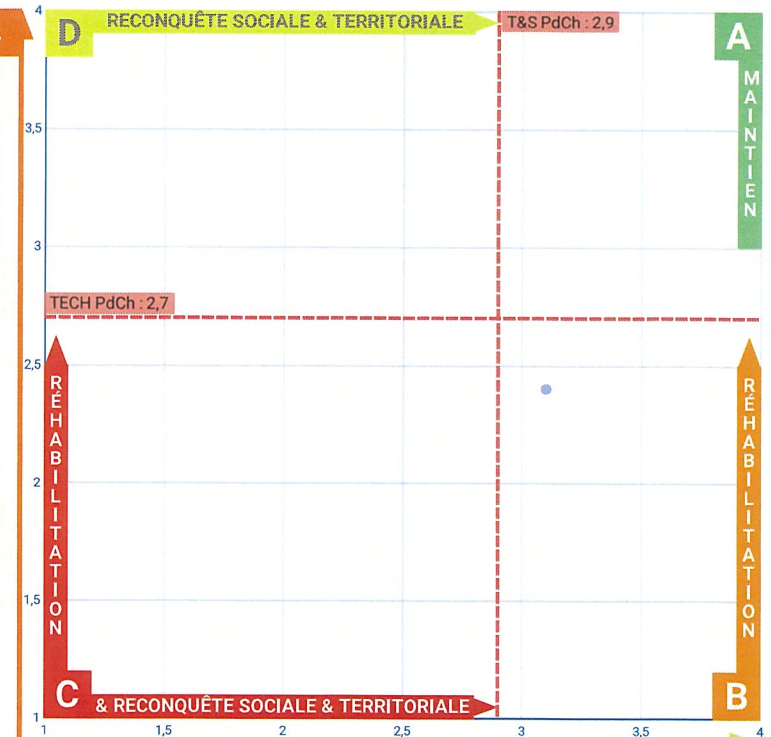 4
D RECONQUÊTE SOCIALE & TERRITORIALE
T&S PdCh : 2,9
A
MAINTIEN
3,5
3
TECH PdCh : 2,7
2,5
RÉHABILITATION
RÉHABILITATION
2
1,5
C & RECONQUÊTE SOCIALE & TERRITORIALE
B
1
1 1,5 2 2,5 3 3,5 4